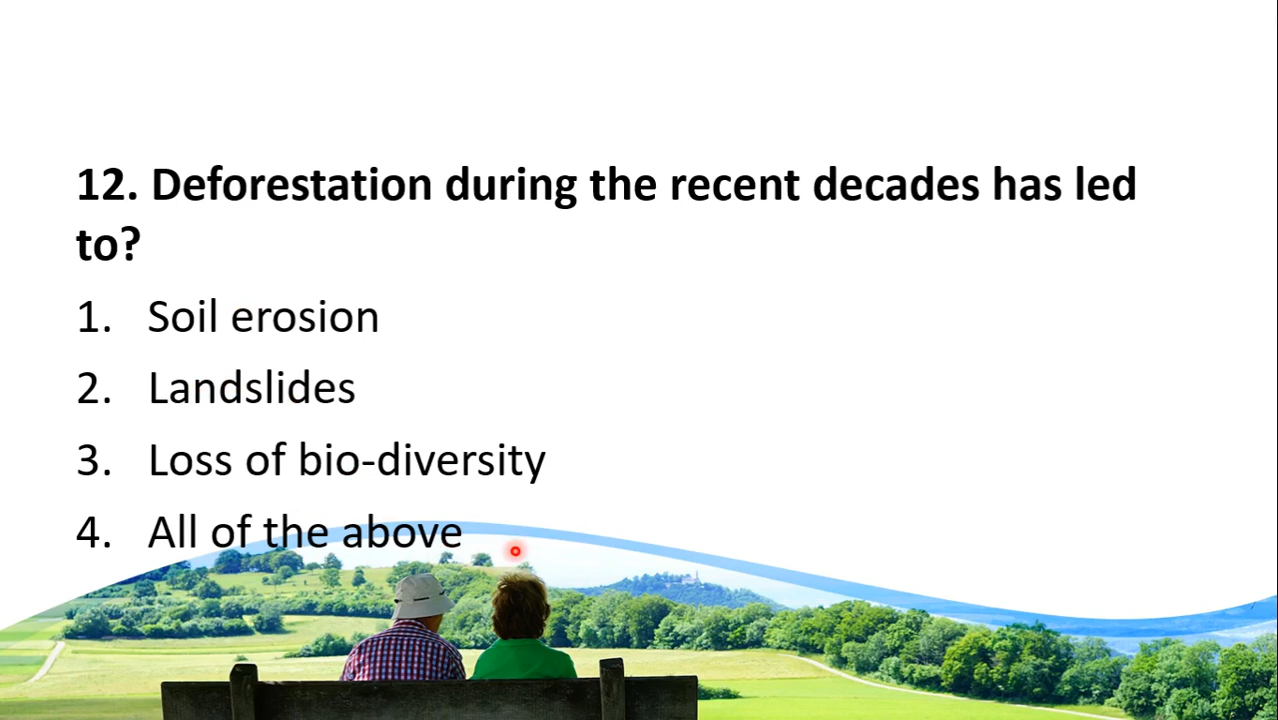 12. Deforestation during the recent decades has led
to?
1. Soil erosion
2. Landslides
3. Loss of bio-diversity
4. All of the above